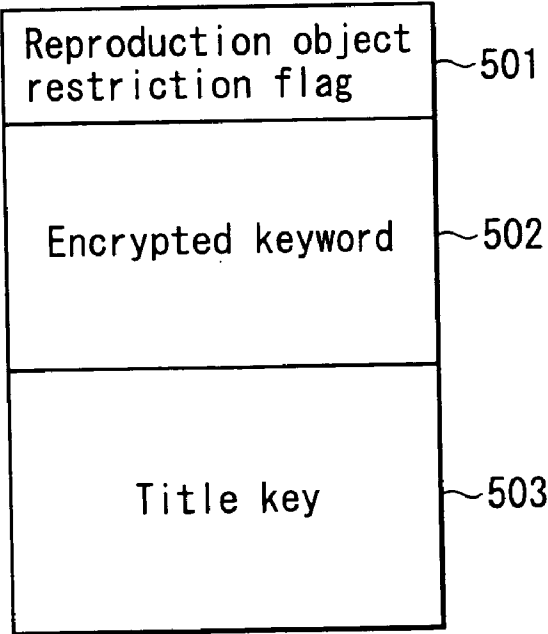 Reproduction object
restriction flag
501
Encrypted keyword
502
Title key
503